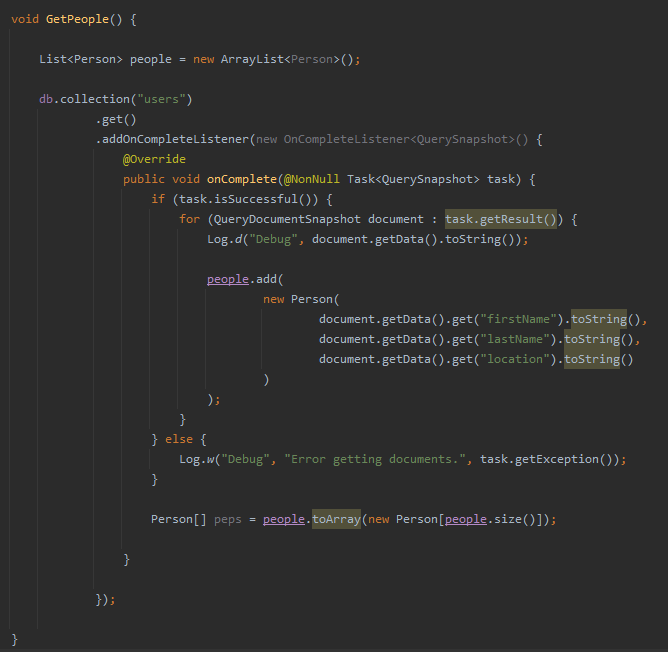 void GetPeople() {
List<Person> people = new ArrayList<Person>();
db.collection("users")
.get()
.addOnCompleteListener(new OnCompleteListener<QuerySnapshot>() {
@Override
public void onComplete(@NonNull Task<QuerySnapshot> task) {
if (task.isSuccessful()) {
for (QueryDocumentSnapshot document : task.getResult()) {
Log.d("Debug", document.getData().toString());
people.add(
new Person(
document.getData().get("firstName").toString(),
document.getData().get("lastName").toString(),
document.getData().get("location").toString()
)
);
}
} else {
Log.w("Debug", "Error getting documents.", task.getException());
}
Person[] peps = people.toArray(new Person[people.size()]);
}
});
}